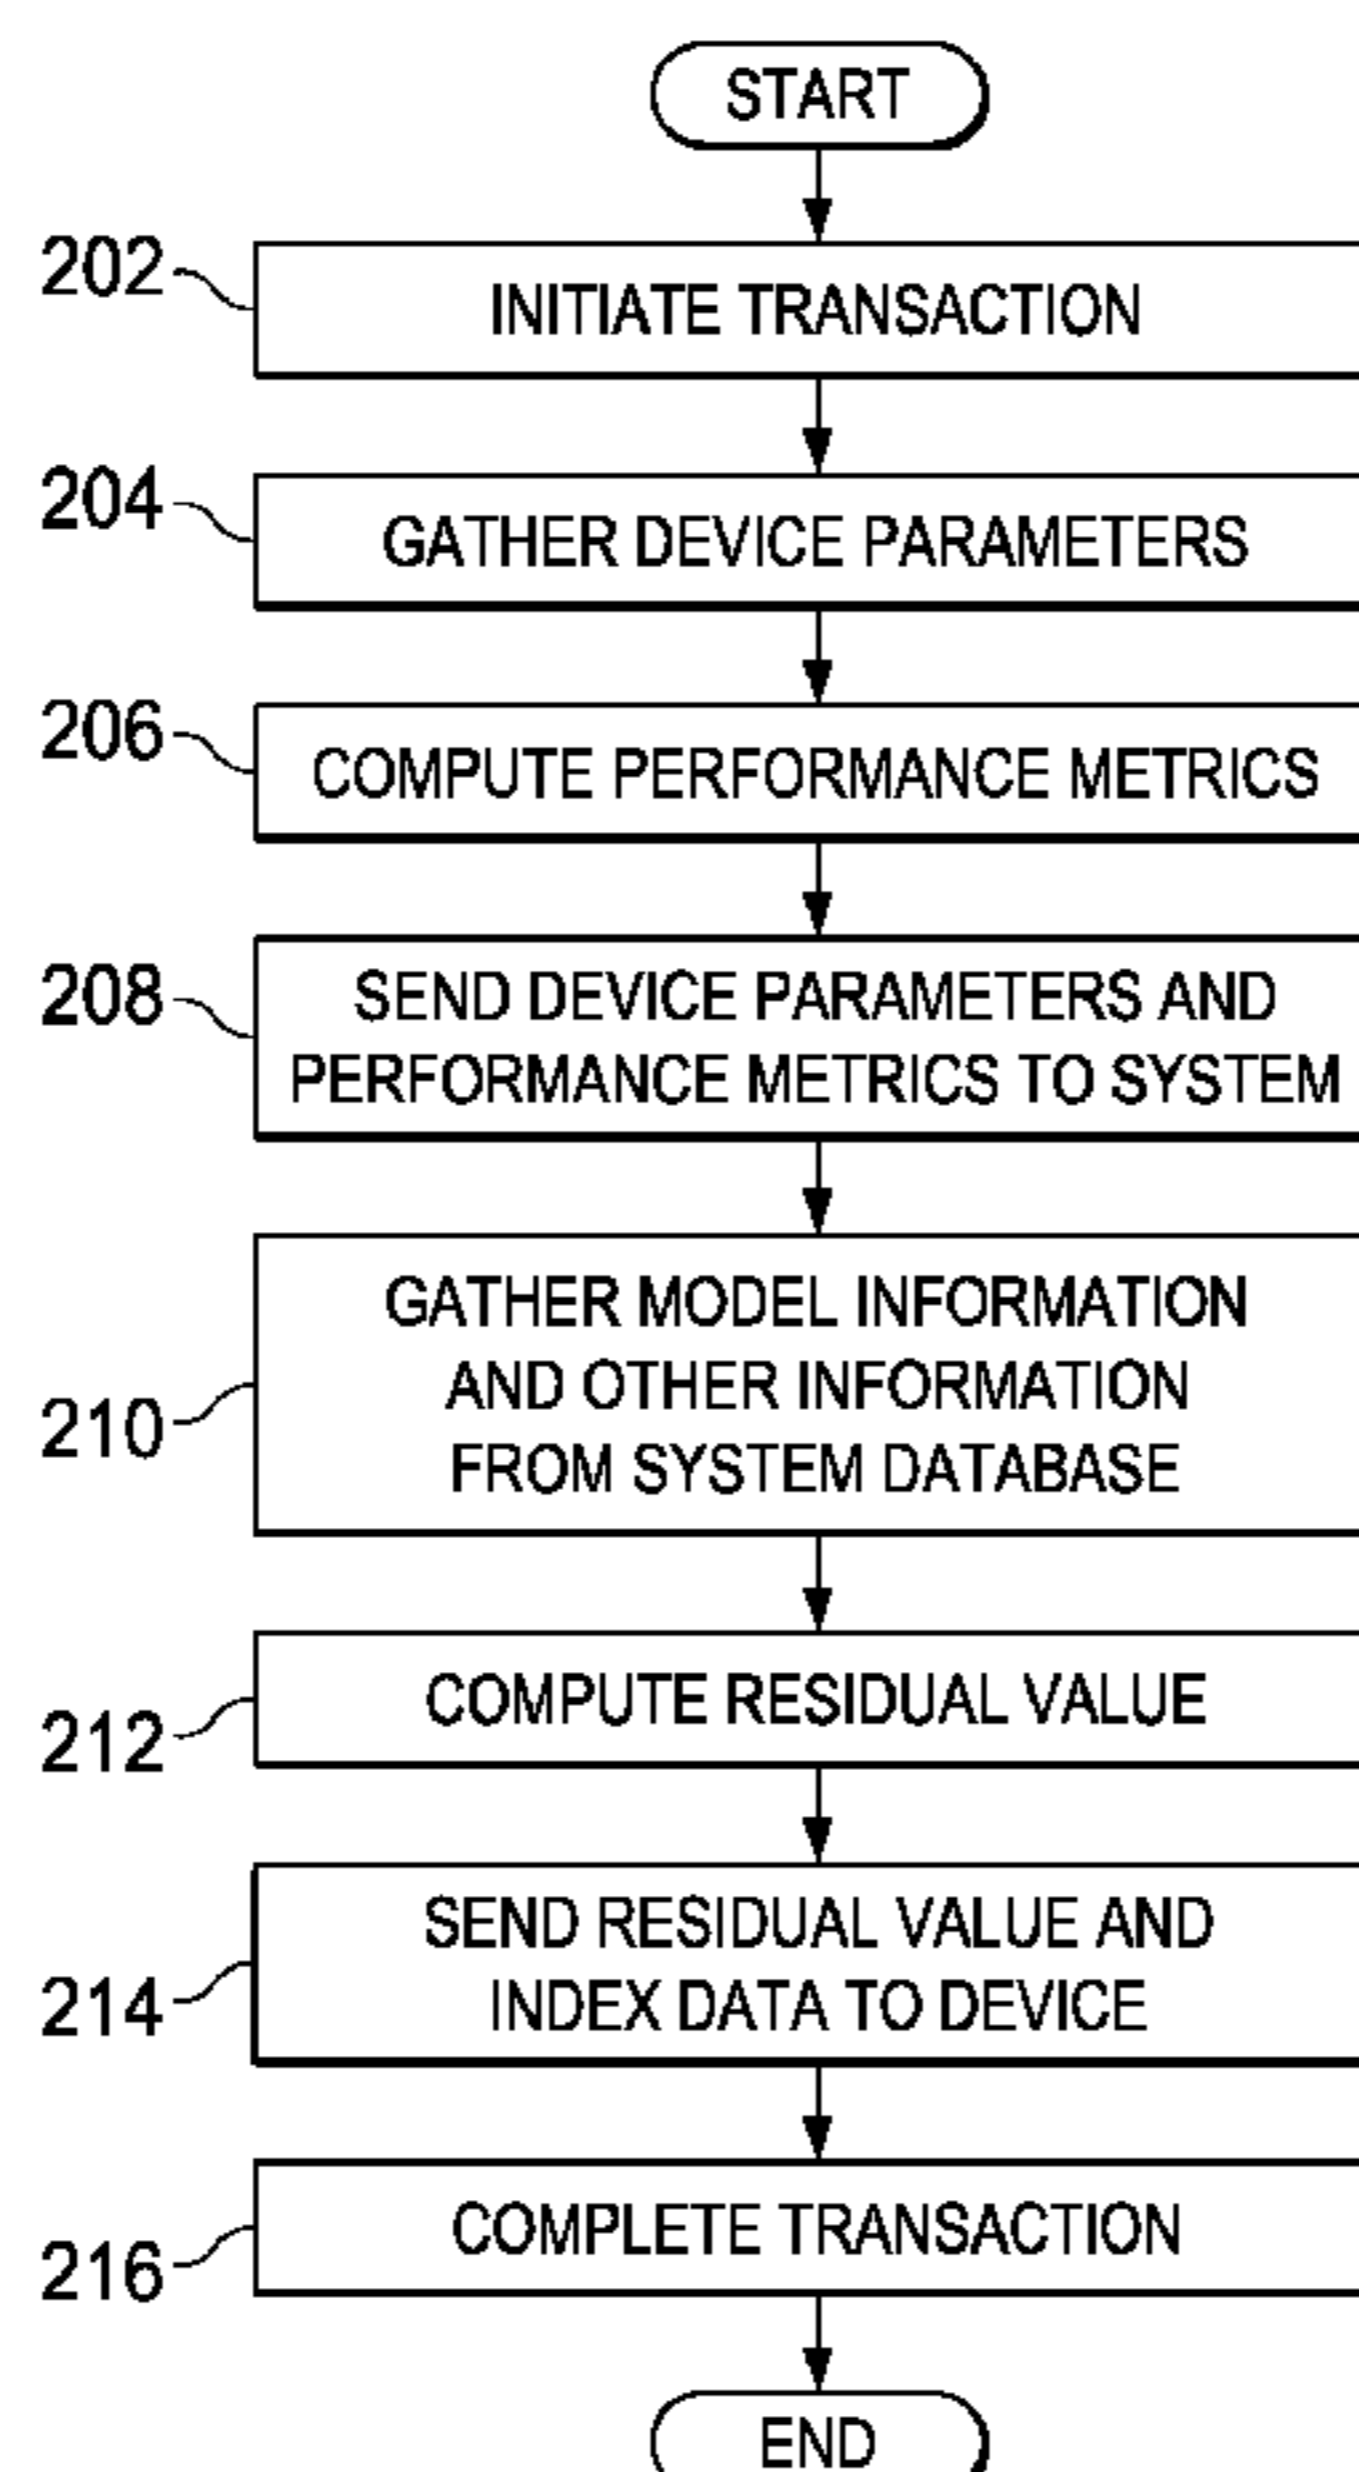 START
202
INITIATE TRANSACTION
204
GATHER DEVICE PARAMETERS
206
COMPUTE PERFORMANCE METRICS
208
SEND DEVICE PARAMETERS AND
PERFORMANCE METRICS TO SYSTEM
210
GATHER MODEL INFORMATION
AND OTHER INFORMATION
FROM SYSTEM DATABASE
212
COMPUTE RESIDUAL VALUE
214
SEND RESIDUAL VALUE AND
INDEX DATA TO DEVICE
216
COMPLETE TRANSACTION
END